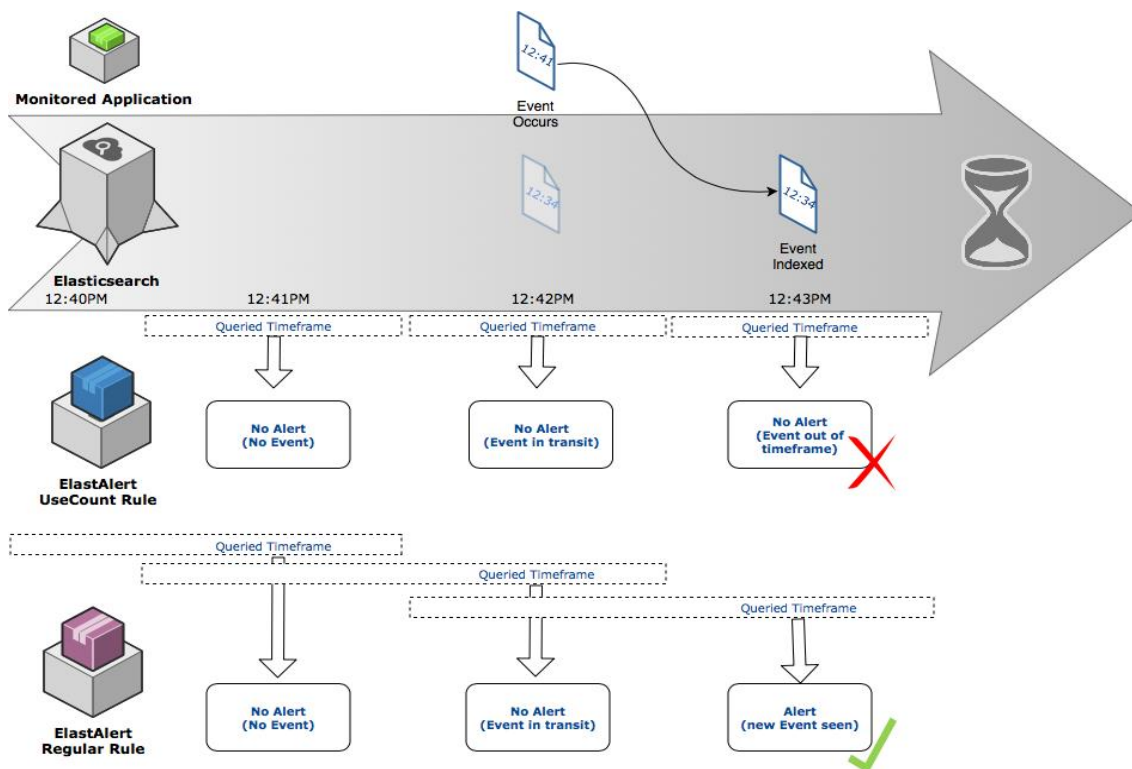 12:41
Monitored Application
Event
Occurs
12:34
12:34
Event
Indexed
Elasticsearch
12:40PM
12:41PM
12:42PM
12:43PM
Queried Timeframe
Queried Timeframe
Queried Timeframe
No Alert
(No Event)
No Alert
(Event in transit)
No Alert
(Event out of
timeframe)
ElastAlert
UseCount Rule
Queried Timeframe
Queried Timeframe
Queried Timeframe
No Alert
(No Event)
No Alert
(Event in transit)
Alert
(new Event seen)
ElastAlert
Regular Rule